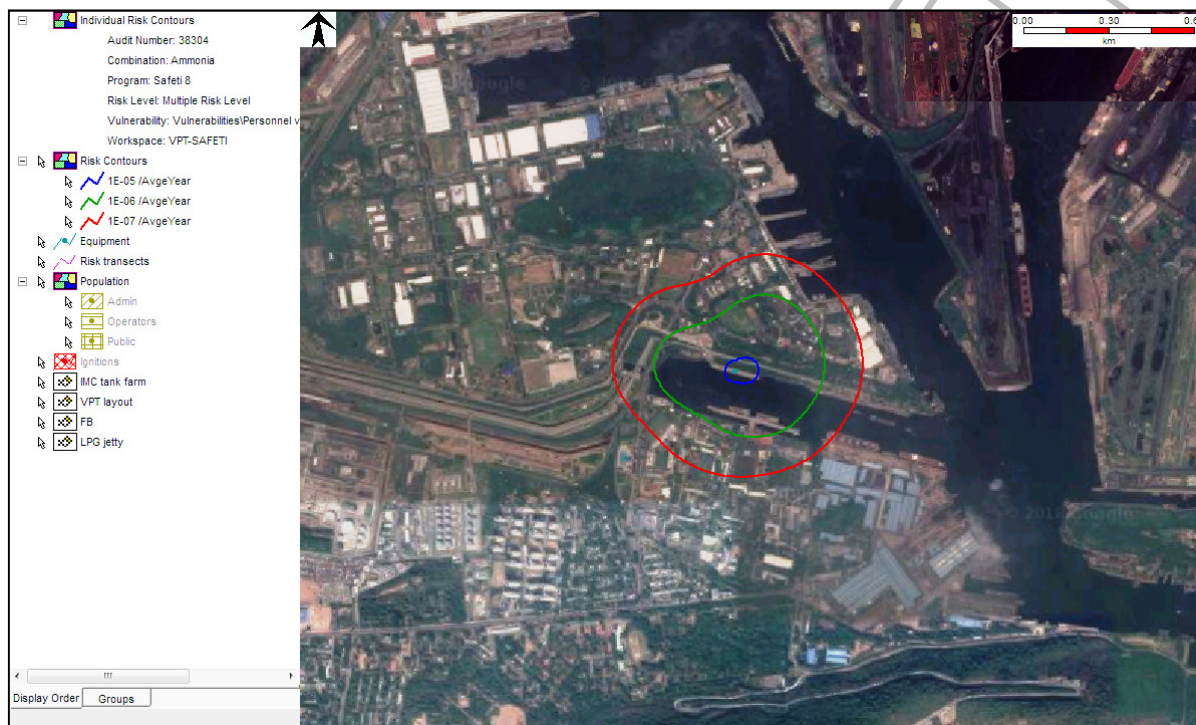 Individual Risk Contours
Audit Number: 38304
Combination: Ammonia
Program: Safeti 8
Risk Level: Multiple Risk Level
Vulnerability: Vulnerabilities\Personnel v
Workspace: VPT-SAFETI
Risk Contours
1E-05 /AvgeYear
1E-06 /AvgeYear
1E-07 /AvgeYear
Equipment
Risk transects
Population
Admin
Operators
Public
Ignitions
IMC tank farm
VPT layout
FB
LPG jetty
Display Order Groups
0.00 0.30 0.6
km